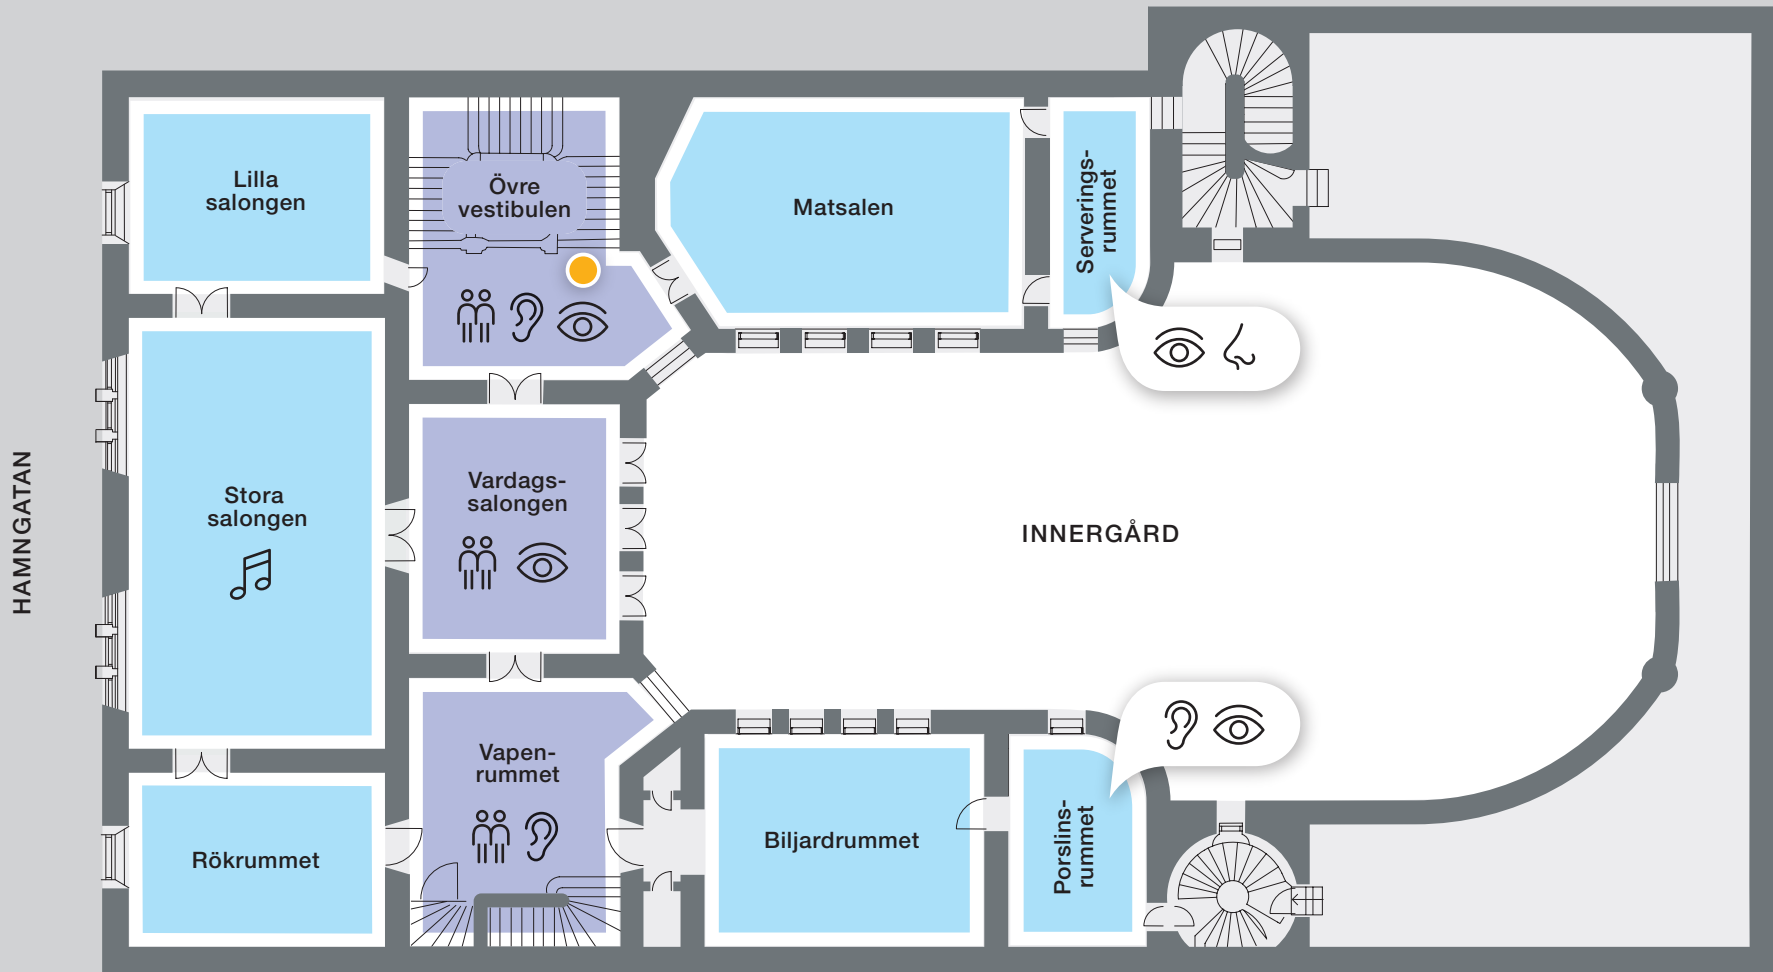 Lilla
salongen
Övre
vestibulen
Matsalen
Serverings-
rummet
HAMNGATAN
Stora
salongen
Vardags-
salongen
INNERGÅRD
Vapen-
rummet
Rökrummet
Biljardrummet
Porslins-
rummet